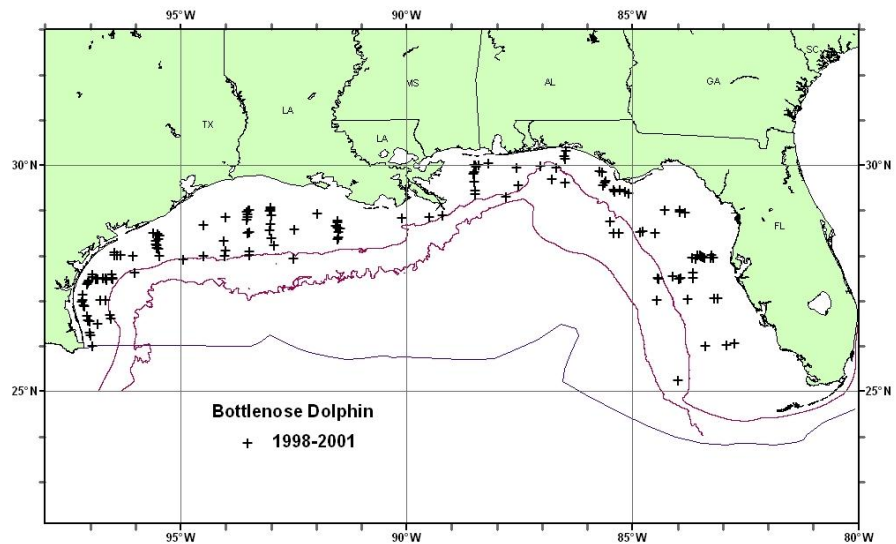 95°W 90°W 85°W
SC
MS AL GA
LA
TX
LA
30°N 30°N
FL
25°N 25°N
Bottlenose Dolphin
+ 1998-2001
95°W 90°W 85°W 80°W